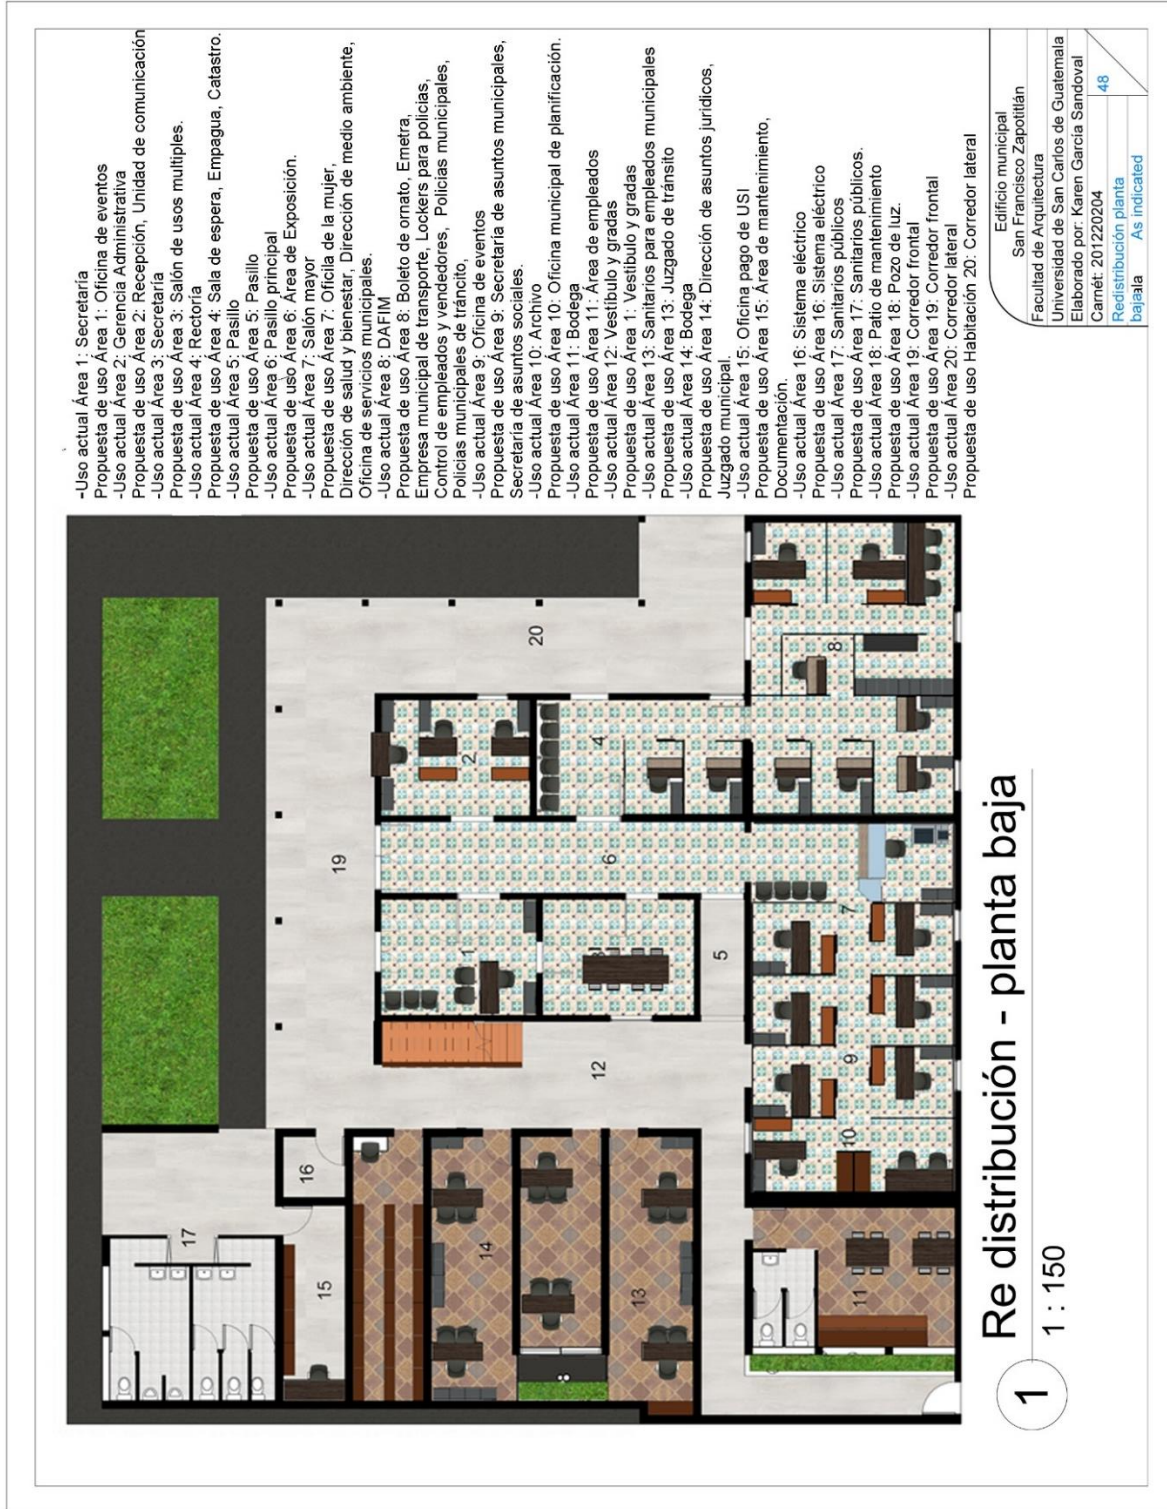 -Uso actual Área 1: Secretaría
Propuesta de uso Área 1: Oficina de eventos
-Uso actual Área 2: Gerencia Administrativa
Propuesta de uso Área 2: Recepción, Unidad de comunicación
-Uso actual Área 3: Secretaría
Propuesta de uso Área 3: Salón de usos multiples.
-Uso actual Área 4: Rectoría
Propuesta de uso Área 4: Sala de espera, Empagua, Catastro.
-Uso actual Área 5: Pasillo
Propuesta de uso Área 5: Pasillo
-Uso actual Área 6: Pasillo principal
Propuesta de uso Área 6: Área de Exposición.
-Uso actual Área 7: Salón mayor
Propuesta de uso Área 7: Oficila de la mujer,
Dirección de salud y bienestar, Dirección de medio ambiente,
Oficina de servicios municipales.
-Uso actual Área 8: DAFIM
Propuesta de uso Área 8: Boleto de ornato, Emetra,
Empresa municipal de transporte, Lockers para policías,
Control de empleados y vendedores, Policias municipales,
Policias municipales de tráncito,
-Uso actual Área 9: Oficina de eventos
Propuesta de uso Área 9: Secretaría de asuntos municipales,
Secretaría de asuntos sociales.
-Uso actual Área 10: Archivo
Propuesta de uso Área 10: Oficina municipal de planificación.
-Uso actual Área 11: Bodega
Propuesta de uso Área 11: Área de empleados
-Uso actual Área 12: Vestíbulo y gradas
Propuesta de uso Área 1: Vestíbulo y gradas
-Uso actual Área 13: Sanitarios para empleados municipales
Propuesta de uso Área 13: Juzgado de tránsito
-Uso actual Área 14: Bodega
Propuesta de uso Área 14: Dirección de asuntos juridicos,
Juzgado municipal.
-Uso actual Área 15: Oficina pago de USI
Propuesta de uso Área 15: Área de mantenimiento,
Documentación.
-Uso actual Área 16: Sistema eléctrico
Propuesta de uso Área 16: Sistema eléctrico
-Uso actual Área 17: Sanitarios públicos
Propuesta de uso Área 17: Sanitarios públicos.
-Uso actual Área 18: Patio de mantenimiento
Propuesta de uso Área 18: Pozo de luz.
-Uso actual Área 19: Corredor frontal
Propuesta de uso Área 19: Corredor frontal
-Uso actual Área 20: Corredor lateral
Propuesta de uso Habitación 20: Corredor lateral
17
16
15
14
13
12
11
10
9
7
5
1
6
19
2
4
20
8
1
Re distribución - planta baja
1 : 150
Edificio municipal
San Francisco Zapotitlán
Facultad de Arquitectura
Universidad de San Carlos de Guatemala
Elaborado por: Karen García Sandoval
Carnét: 201220204
48
Redistribución planta
baja
As indicated